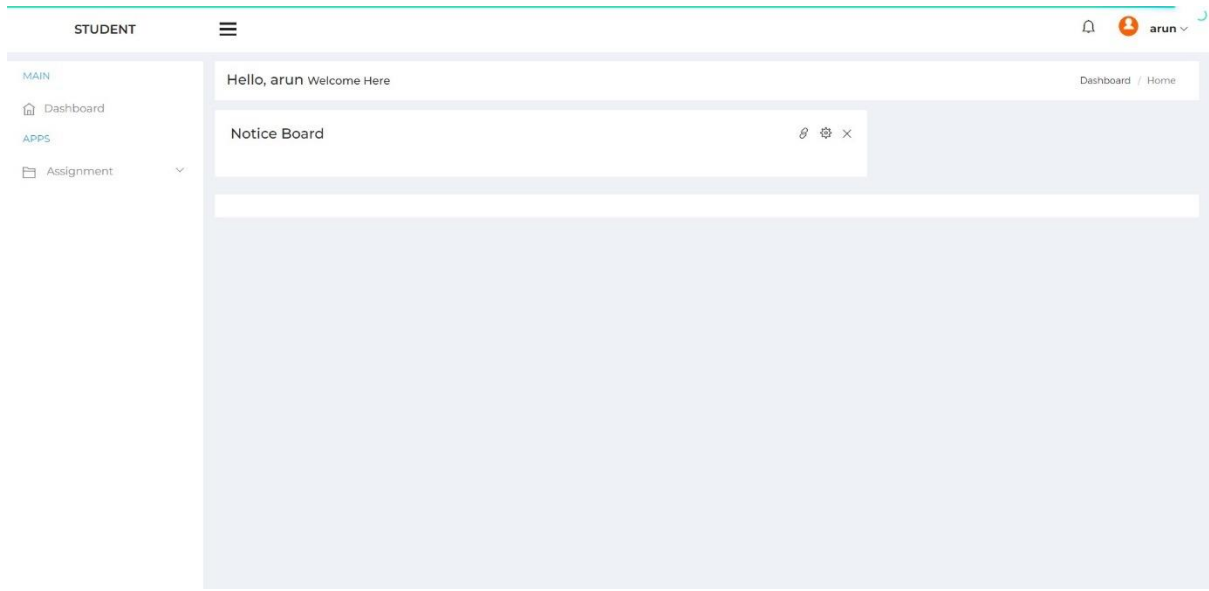 STUDENT
arun
MAIN
Dashboard
APPS
Assignment
Hello, arun Welcome Here
Dashboard / Home
Notice Board